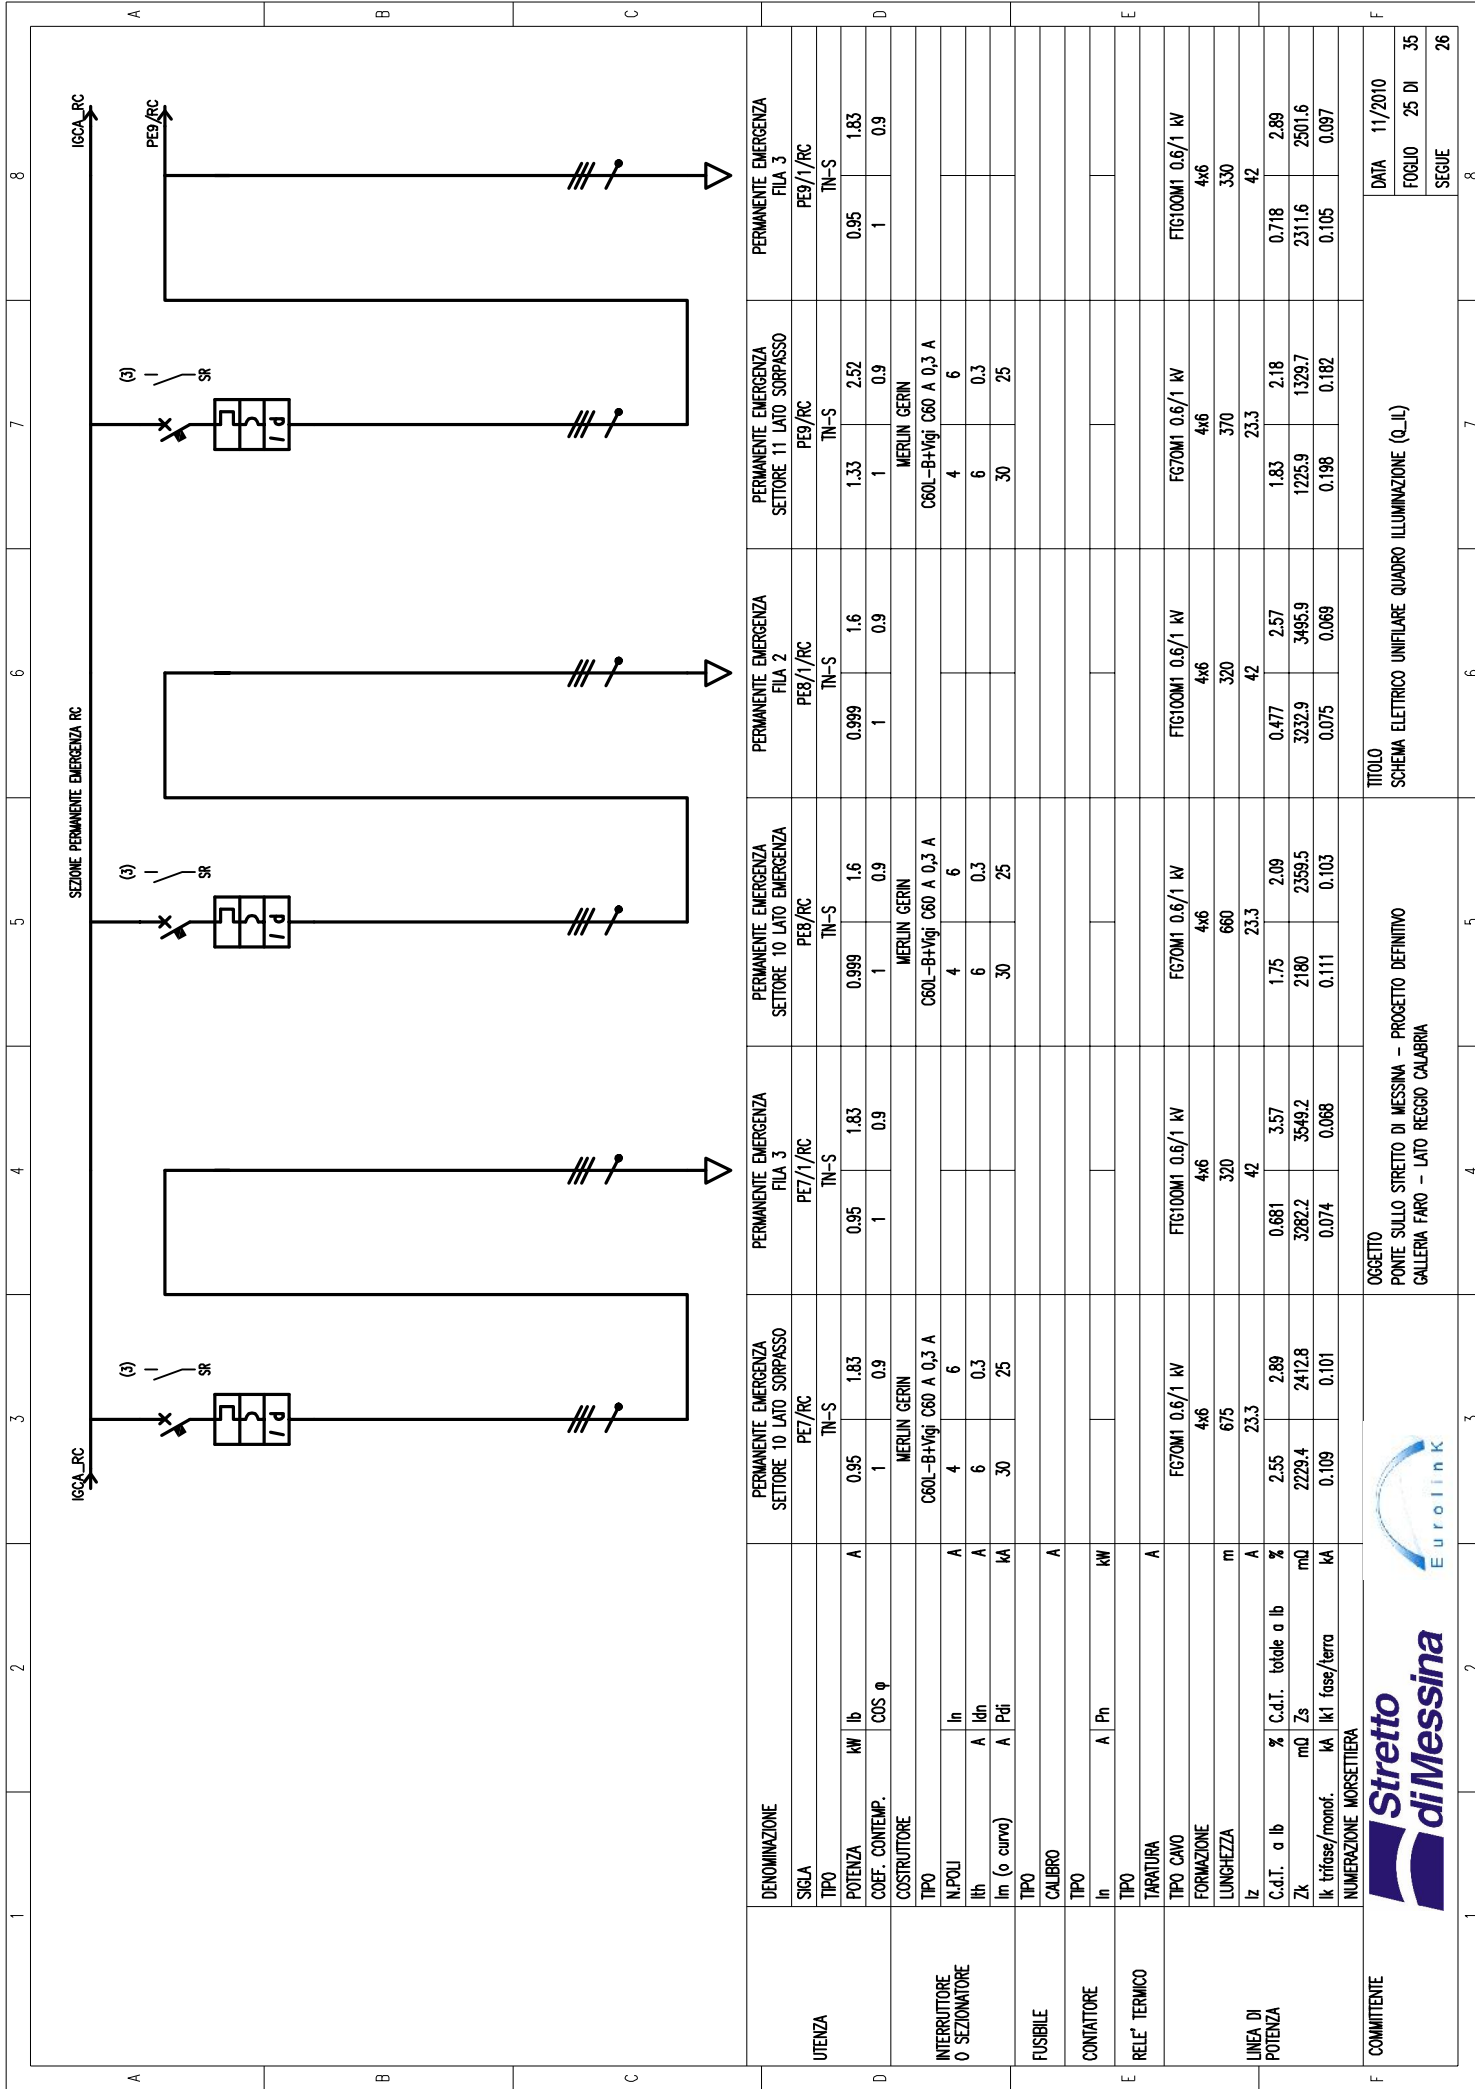 1 2 3 4 5 6 7 8
A
B
C
D
E
F
SEZIONE PERMANENTE EMERGENZA RC
IGCA_RC IGCA_RC
PE9/RC
(3) (3) (3)
SR SR SR
Id Id Id
UTENZA
DENOMINAZIONE PERMANENTE EMERGENZA PERMANENTE EMERGENZA PERMANENTE EMERGENZA PERMANENTE EMERGENZA PERMANENTE EMERGENZA PERMANENTE EMERGENZA
SETTORE 10 LATO SORPASSO FILA 3 SETTORE 10 LATO EMERGENZA FILA 2 SETTORE 11 LATO SORPASSO FILA 3
SIGLA PE7/RC PE7/1/RC PE8/RC PE8/1/RC PE9/RC PE9/1/RC
TIPO TN-S TN-S TN-S TN-S TN-S TN-S
POTENZA kW Ib A 0.95 1.83 0.95 1.83 0.999 1.6 0.999 1.6 1.33 2.52 0.95 1.83
COEF. CONTEMP. COS φ 1 0.9 1 0.9 1 0.9 1 0.9 1 0.9 1 0.9
INTERRUTTORE
O SEZIONATORE
COSTRUTTORE MERLIN GERIN MERLIN GERIN MERLIN GERIN
TIPO C60L-B+Vigi C60 A 0,3 A C60L-B+Vigi C60 A 0,3 A C60L-B+Vigi C60 A 0,3 A
N.POLI In A 4 6 4 6 4 6
Ith A Idn A 6 0.3 6 0.3 6 0.3
Im (o curva) A Pdi kA 30 25 30 25 30 25
FUSIBILE
TIPO
CALIBRO A
CONTATTORE
TIPO
In A Pn kW
RELE' TERMICO
TIPO
TARATURA A
LINEA DI
POTENZA
TIPO CAVO FG7OM1 0.6/1 kV FTG10OM1 0.6/1 kV FG7OM1 0.6/1 kV FTG10OM1 0.6/1 kV FG7OM1 0.6/1 kV FTG10OM1 0.6/1 kV
FORMAZIONE 4x6 4x6 4x6 4x6 4x6 4x6
LUNGHEZZA m 675 320 660 320 370 330
Iz A 23.3 42 23.3 42 23.3 42
C.d.T. a Ib % C.d.T. totale a Ib % 2.55 2.89 0.681 3.57 1.75 2.09 0.477 2.57 1.83 2.18 0.718 2.89
Zk mΩ Zs mΩ 2229.4 2412.8 3282.2 3549.2 2180 2359.5 3232.9 3495.9 1225.9 1329.7 2311.6 2501.6
Ik trifase/monof. kA Ik1 fase/terra kA 0.109 0.101 0.074 0.068 0.111 0.103 0.075 0.069 0.198 0.182 0.105 0.097
NUMERAZIONE MORSETTIERA
COMMITTENTE
Stretto
di Messina
Eurolink
OGGETTO
PONTE SULLO STRETTO DI MESSINA - PROGETTO DEFINITIVO
GALLERIA FARO - LATO REGGIO CALABRIA
TITOLO
SCHEMA ELETTRICO UNIFILARE QUADRO ILLUMINAZIONE (Q_IL)
DATA 11/2010
FOGLIO 25 DI 35
SEGUE 26
1 2 3 4 5 6 7 8
A
B
C
D
E
F